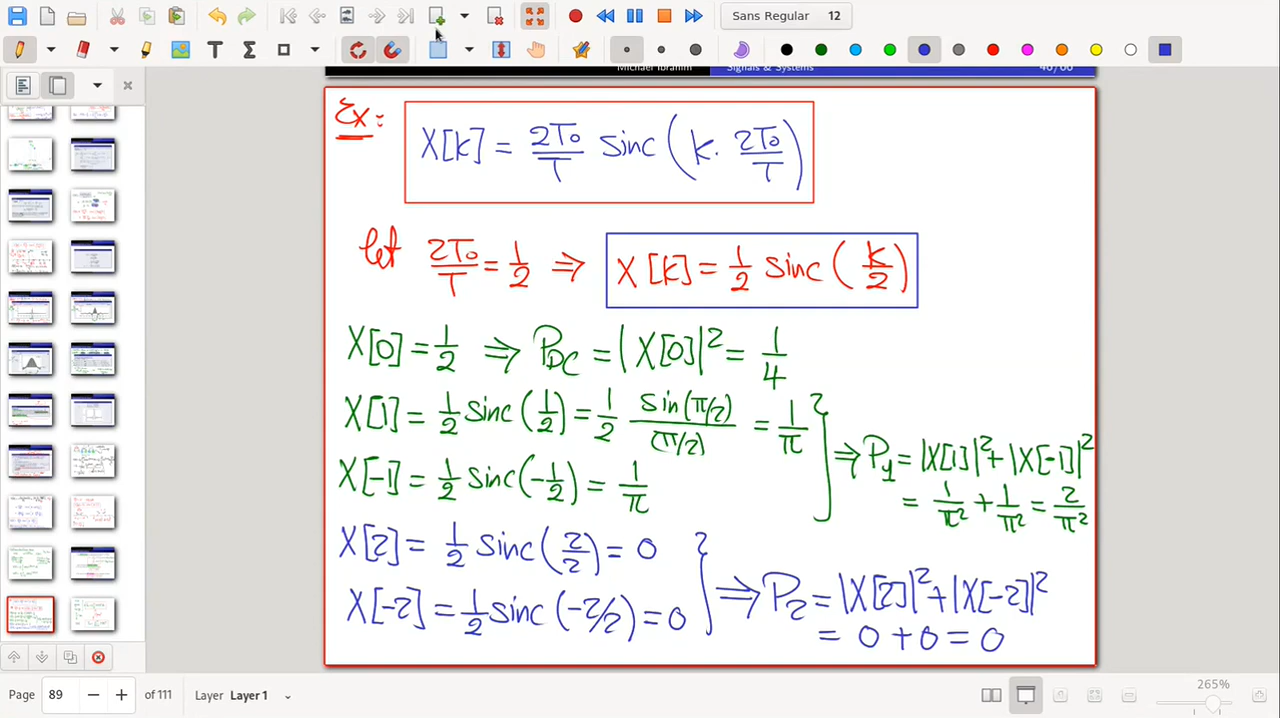 Sans Regular 12
T Σ
Michael Ibrahim Signals & Systems 40/60
Ex:
X[k] = 2T₀/T sinc(k. 2T₀/T)
let 2T₀/T = 1/2 ⇒ X[k] = 1/2 sinc(k/2)
X[0] = 1/2 ⇒ P_DC = |X[0]|² = 1/4
X[1] = 1/2 sinc(1/2) = 1/2 sin(π/2)/(π/2) = 1/π
X[-1] = 1/2 sinc(-1/2) = 1/π
} ⇒ P₁ = |X[1]|² + |X[-1]|²
= 1/π² + 1/π² = 2/π²
X[2] = 1/2 sinc(2/2) = 0
X[-2] = 1/2 sinc(-2/2) = 0
} ⇒ P₂ = |X[2]|² + |X[-2]|²
= 0 + 0 = 0
Page 89 of 111 Layer Layer 1 265%